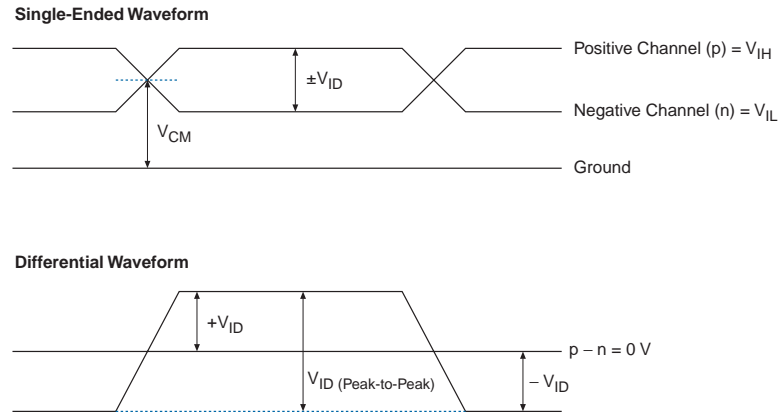 Single-Ended Waveform
Positive Channel (p) = VIH
±VID
Negative Channel (n) = VIL
VCM
Ground
Differential Waveform
+VID
p − n = 0 V
VID (Peak-to-Peak)
− VID